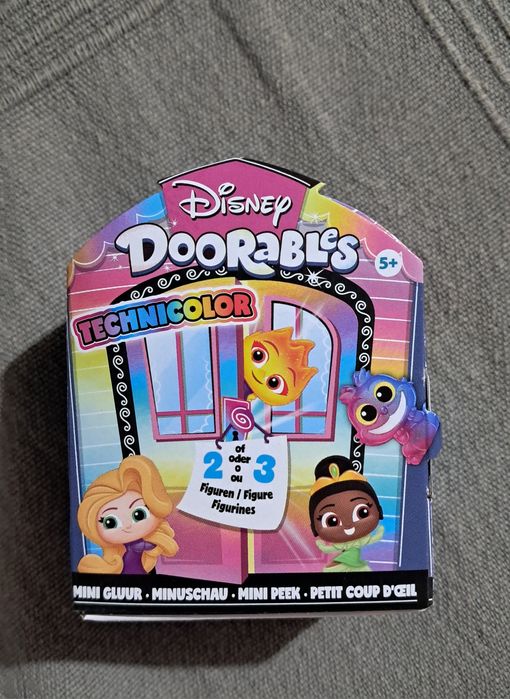 Disney
DOORABLES
5+
TECHNICOLOR
2 of oder o ou 3
Figuren / Figure
Figurines
MINI GLUUR • MINUSCHAU • MINI PEEK • PETIT COUP D'ŒIL